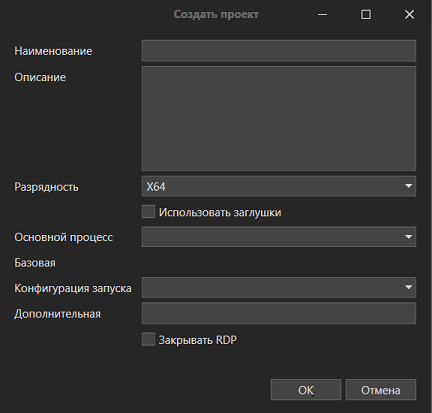 Создать проект
Наименование
Описание
Разрядность X64
Использовать заглушки
Основной процесс
Базовая
Конфигурация запуска
Дополнительная
Закрывать RDP
OK Отмена